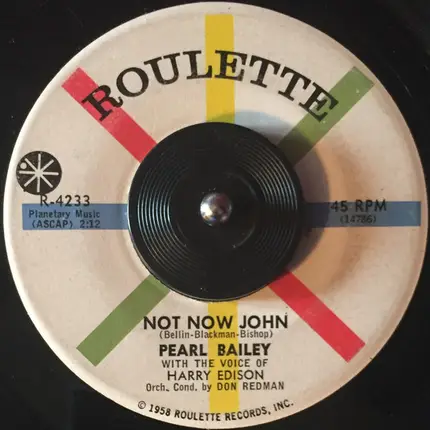 ROULETTE
R-4233
Planetary Music
(ASCAP) 2:12
45 RPM
(14786)
NOT NOW JOHN
(Bellin-Blackman-Bishop)
PEARL BAILEY
WITH THE VOICE OF
HARRY EDISON
Orch. Cond. by DON REDMAN
© 1958 ROULETTE RECORDS, INC.